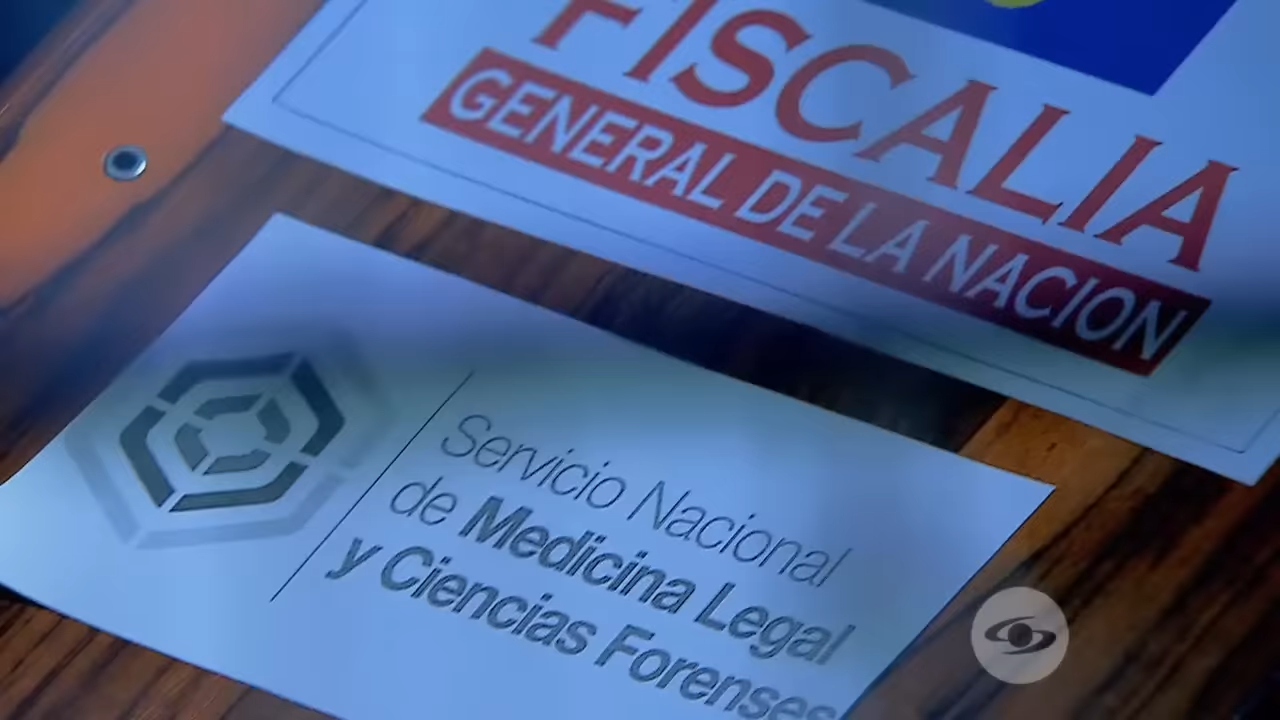 FISCALIA
GENERAL DE LA NACION
Servicio Nacional
de Medicina Legal
y Ciencias Forenses